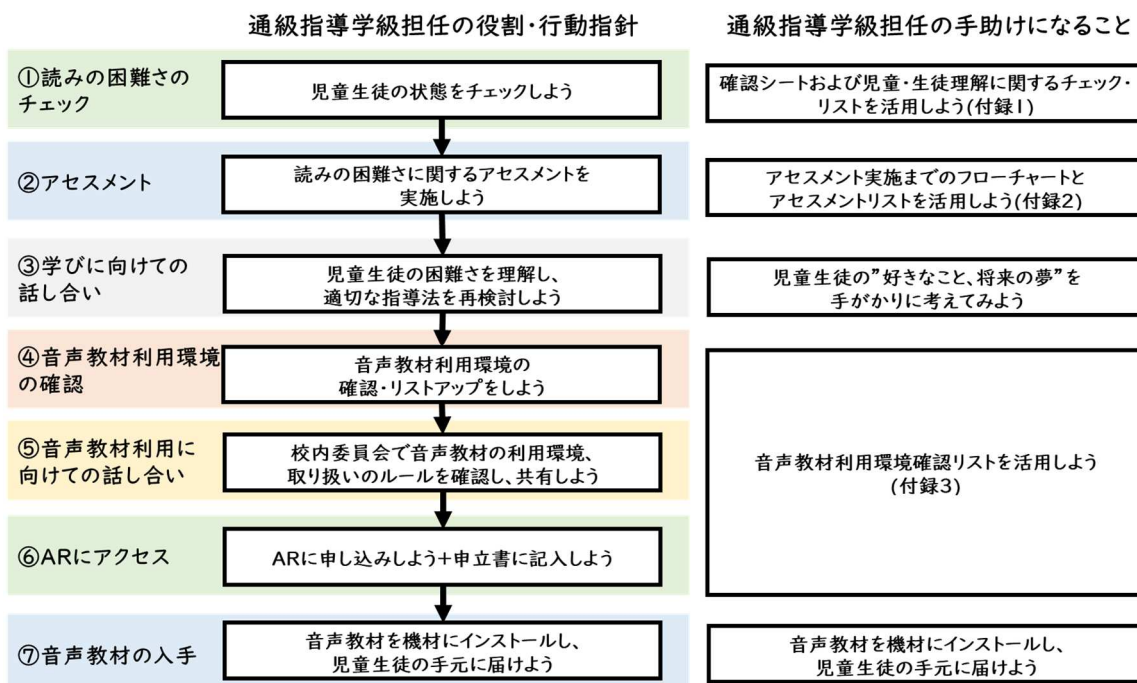 通級指導学級担任の役割・行動指針
通級指導学級担任の手助けになること
①読みの困難さの
チェック
児童生徒の状態をチェックしよう
確認シートおよび児童・生徒理解に関するチェック・
リストを活用しよう(付録1)
②アセスメント
読みの困難さに関するアセスメントを
実施しよう
アセスメント実施までのフローチャートと
アセスメントリストを活用しよう(付録2)
③学びに向けての
話し合い
児童生徒の困難さを理解し、
適切な指導法を再検討しよう
児童生徒の”好きなこと、将来の夢”を
手がかりに考えてみよう
④音声教材利用環境
の確認
音声教材利用環境の
確認・リストアップをしよう
⑤音声教材利用に
向けての話し合い
校内委員会で音声教材の利用環境、
取り扱いのルールを確認し、共有しよう
音声教材利用環境確認リストを活用しよう
(付録3)
⑥ARにアクセス
ARに申し込みしよう+申立書に記入しよう
⑦音声教材の入手
音声教材を機材にインストールし、
児童生徒の手元に届けよう
音声教材を機材にインストールし、
児童生徒の手元に届けよう